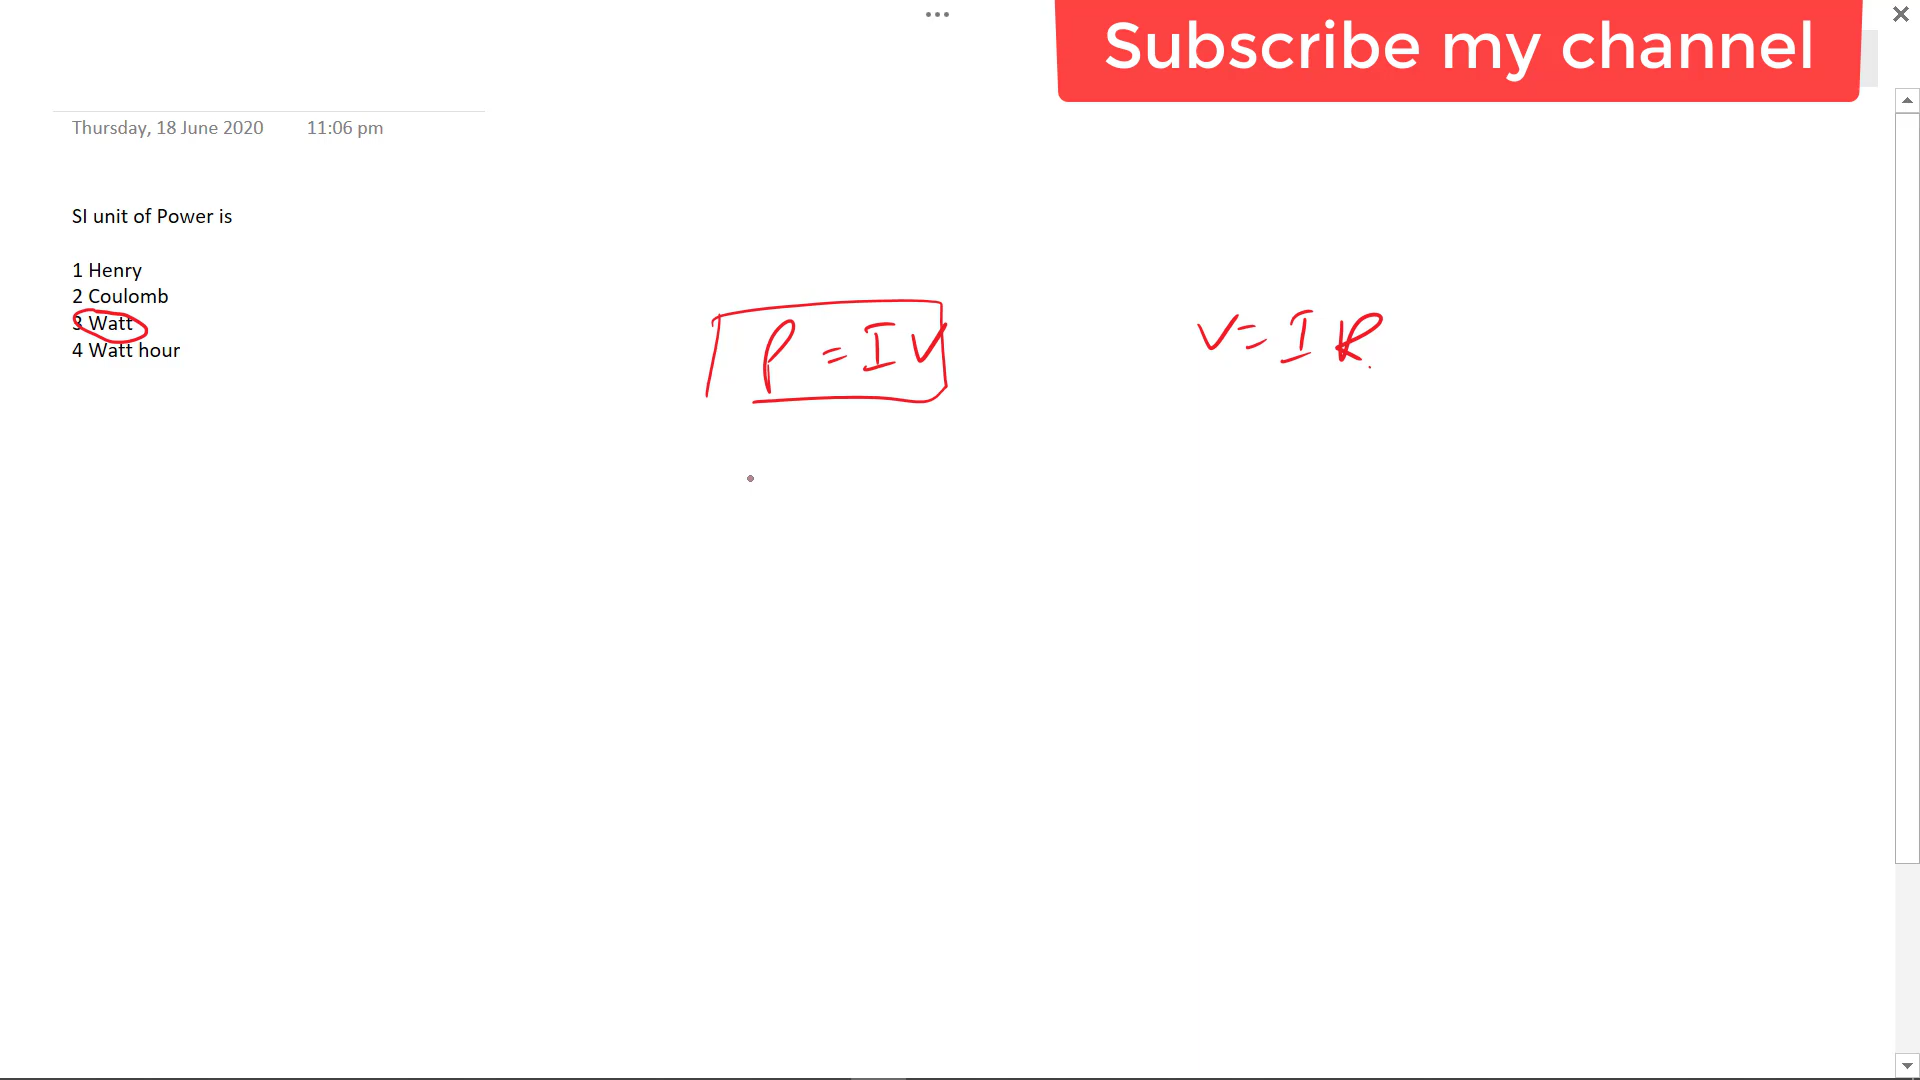 Subscribe my channel
Thursday, 18 June 2020 11:06 pm
SI unit of Power is
1 Henry
2 Coulomb
3 Watt
4 Watt hour
P = IV
V = IR